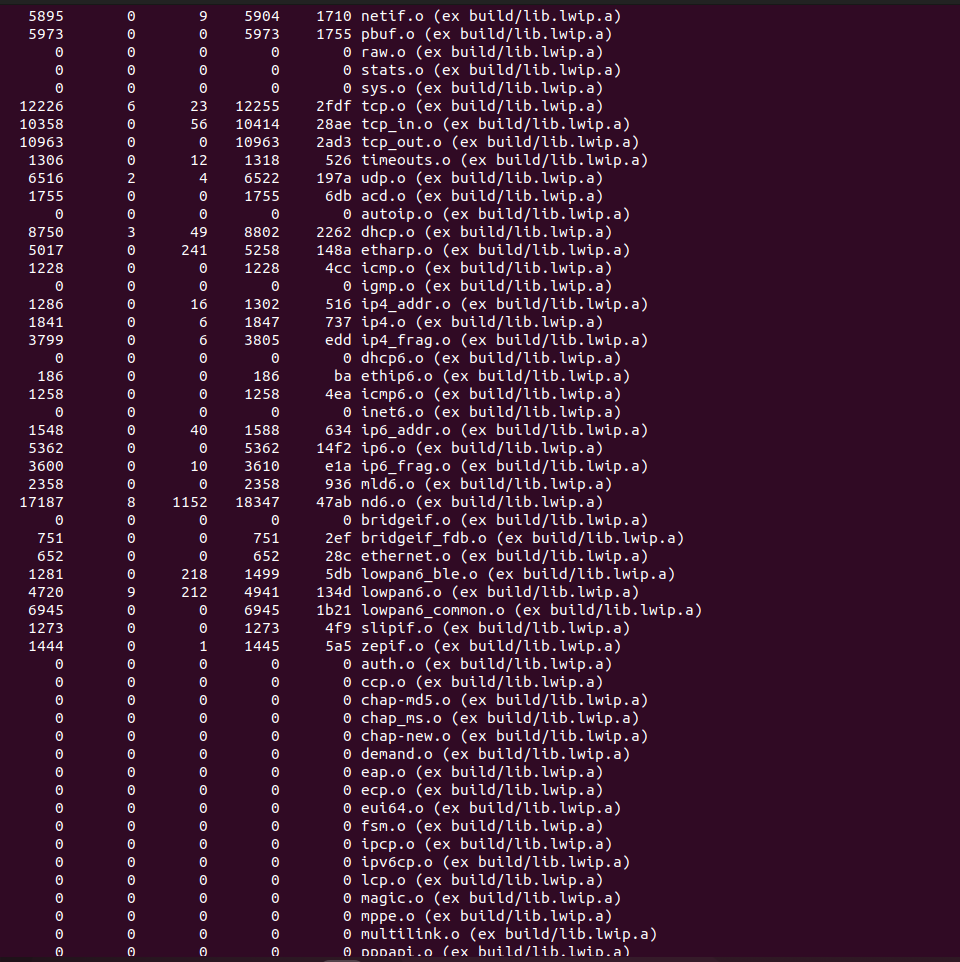 5895 0 9 5904 1710 netif.o (ex build/lib.lwip.a)
5973 0 0 5973 1755 pbuf.o (ex build/lib.lwip.a)
0 0 0 0 0 raw.o (ex build/lib.lwip.a)
0 0 0 0 0 stats.o (ex build/lib.lwip.a)
0 0 0 0 0 sys.o (ex build/lib.lwip.a)
12226 6 23 12255 2fdf tcp.o (ex build/lib.lwip.a)
10358 0 56 10414 28ae tcp_in.o (ex build/lib.lwip.a)
10963 0 0 10963 2ad3 tcp_out.o (ex build/lib.lwip.a)
1306 0 12 1318 526 timeouts.o (ex build/lib.lwip.a)
6516 2 4 6522 197a udp.o (ex build/lib.lwip.a)
1755 0 0 1755 6db acd.o (ex build/lib.lwip.a)
0 0 0 0 0 autoip.o (ex build/lib.lwip.a)
8750 3 49 8802 2262 dhcp.o (ex build/lib.lwip.a)
5017 0 241 5258 148a etharp.o (ex build/lib.lwip.a)
1228 0 0 1228 4cc icmp.o (ex build/lib.lwip.a)
0 0 0 0 0 igmp.o (ex build/lib.lwip.a)
1286 0 16 1302 516 ip4_addr.o (ex build/lib.lwip.a)
1841 0 6 1847 737 ip4.o (ex build/lib.lwip.a)
3799 0 6 3805 edd ip4_frag.o (ex build/lib.lwip.a)
0 0 0 0 0 dhcp6.o (ex build/lib.lwip.a)
186 0 0 186 ba ethip6.o (ex build/lib.lwip.a)
1258 0 0 1258 4ea icmp6.o (ex build/lib.lwip.a)
0 0 0 0 0 inet6.o (ex build/lib.lwip.a)
1548 0 40 1588 634 ip6_addr.o (ex build/lib.lwip.a)
5362 0 0 5362 14f2 ip6.o (ex build/lib.lwip.a)
3600 0 10 3610 e1a ip6_frag.o (ex build/lib.lwip.a)
2358 0 0 2358 936 mld6.o (ex build/lib.lwip.a)
17187 8 1152 18347 47ab nd6.o (ex build/lib.lwip.a)
0 0 0 0 0 bridgeif.o (ex build/lib.lwip.a)
751 0 0 751 2ef bridgeif_fdb.o (ex build/lib.lwip.a)
652 0 0 652 28c ethernet.o (ex build/lib.lwip.a)
1281 0 218 1499 5db lowpan6_ble.o (ex build/lib.lwip.a)
4720 9 212 4941 134d lowpan6.o (ex build/lib.lwip.a)
6945 0 0 6945 1b21 lowpan6_common.o (ex build/lib.lwip.a)
1273 0 0 1273 4f9 slipif.o (ex build/lib.lwip.a)
1444 0 1 1445 5a5 zepif.o (ex build/lib.lwip.a)
0 0 0 0 0 auth.o (ex build/lib.lwip.a)
0 0 0 0 0 ccp.o (ex build/lib.lwip.a)
0 0 0 0 0 chap-md5.o (ex build/lib.lwip.a)
0 0 0 0 0 chap_ms.o (ex build/lib.lwip.a)
0 0 0 0 0 chap-new.o (ex build/lib.lwip.a)
0 0 0 0 0 demand.o (ex build/lib.lwip.a)
0 0 0 0 0 eap.o (ex build/lib.lwip.a)
0 0 0 0 0 ecp.o (ex build/lib.lwip.a)
0 0 0 0 0 eui64.o (ex build/lib.lwip.a)
0 0 0 0 0 fsm.o (ex build/lib.lwip.a)
0 0 0 0 0 ipcp.o (ex build/lib.lwip.a)
0 0 0 0 0 ipv6cp.o (ex build/lib.lwip.a)
0 0 0 0 0 lcp.o (ex build/lib.lwip.a)
0 0 0 0 0 magic.o (ex build/lib.lwip.a)
0 0 0 0 0 mppe.o (ex build/lib.lwip.a)
0 0 0 0 0 multilink.o (ex build/lib.lwip.a)
0 0 0 0 0 pppapi.o (ex build/lib.lwip.a)